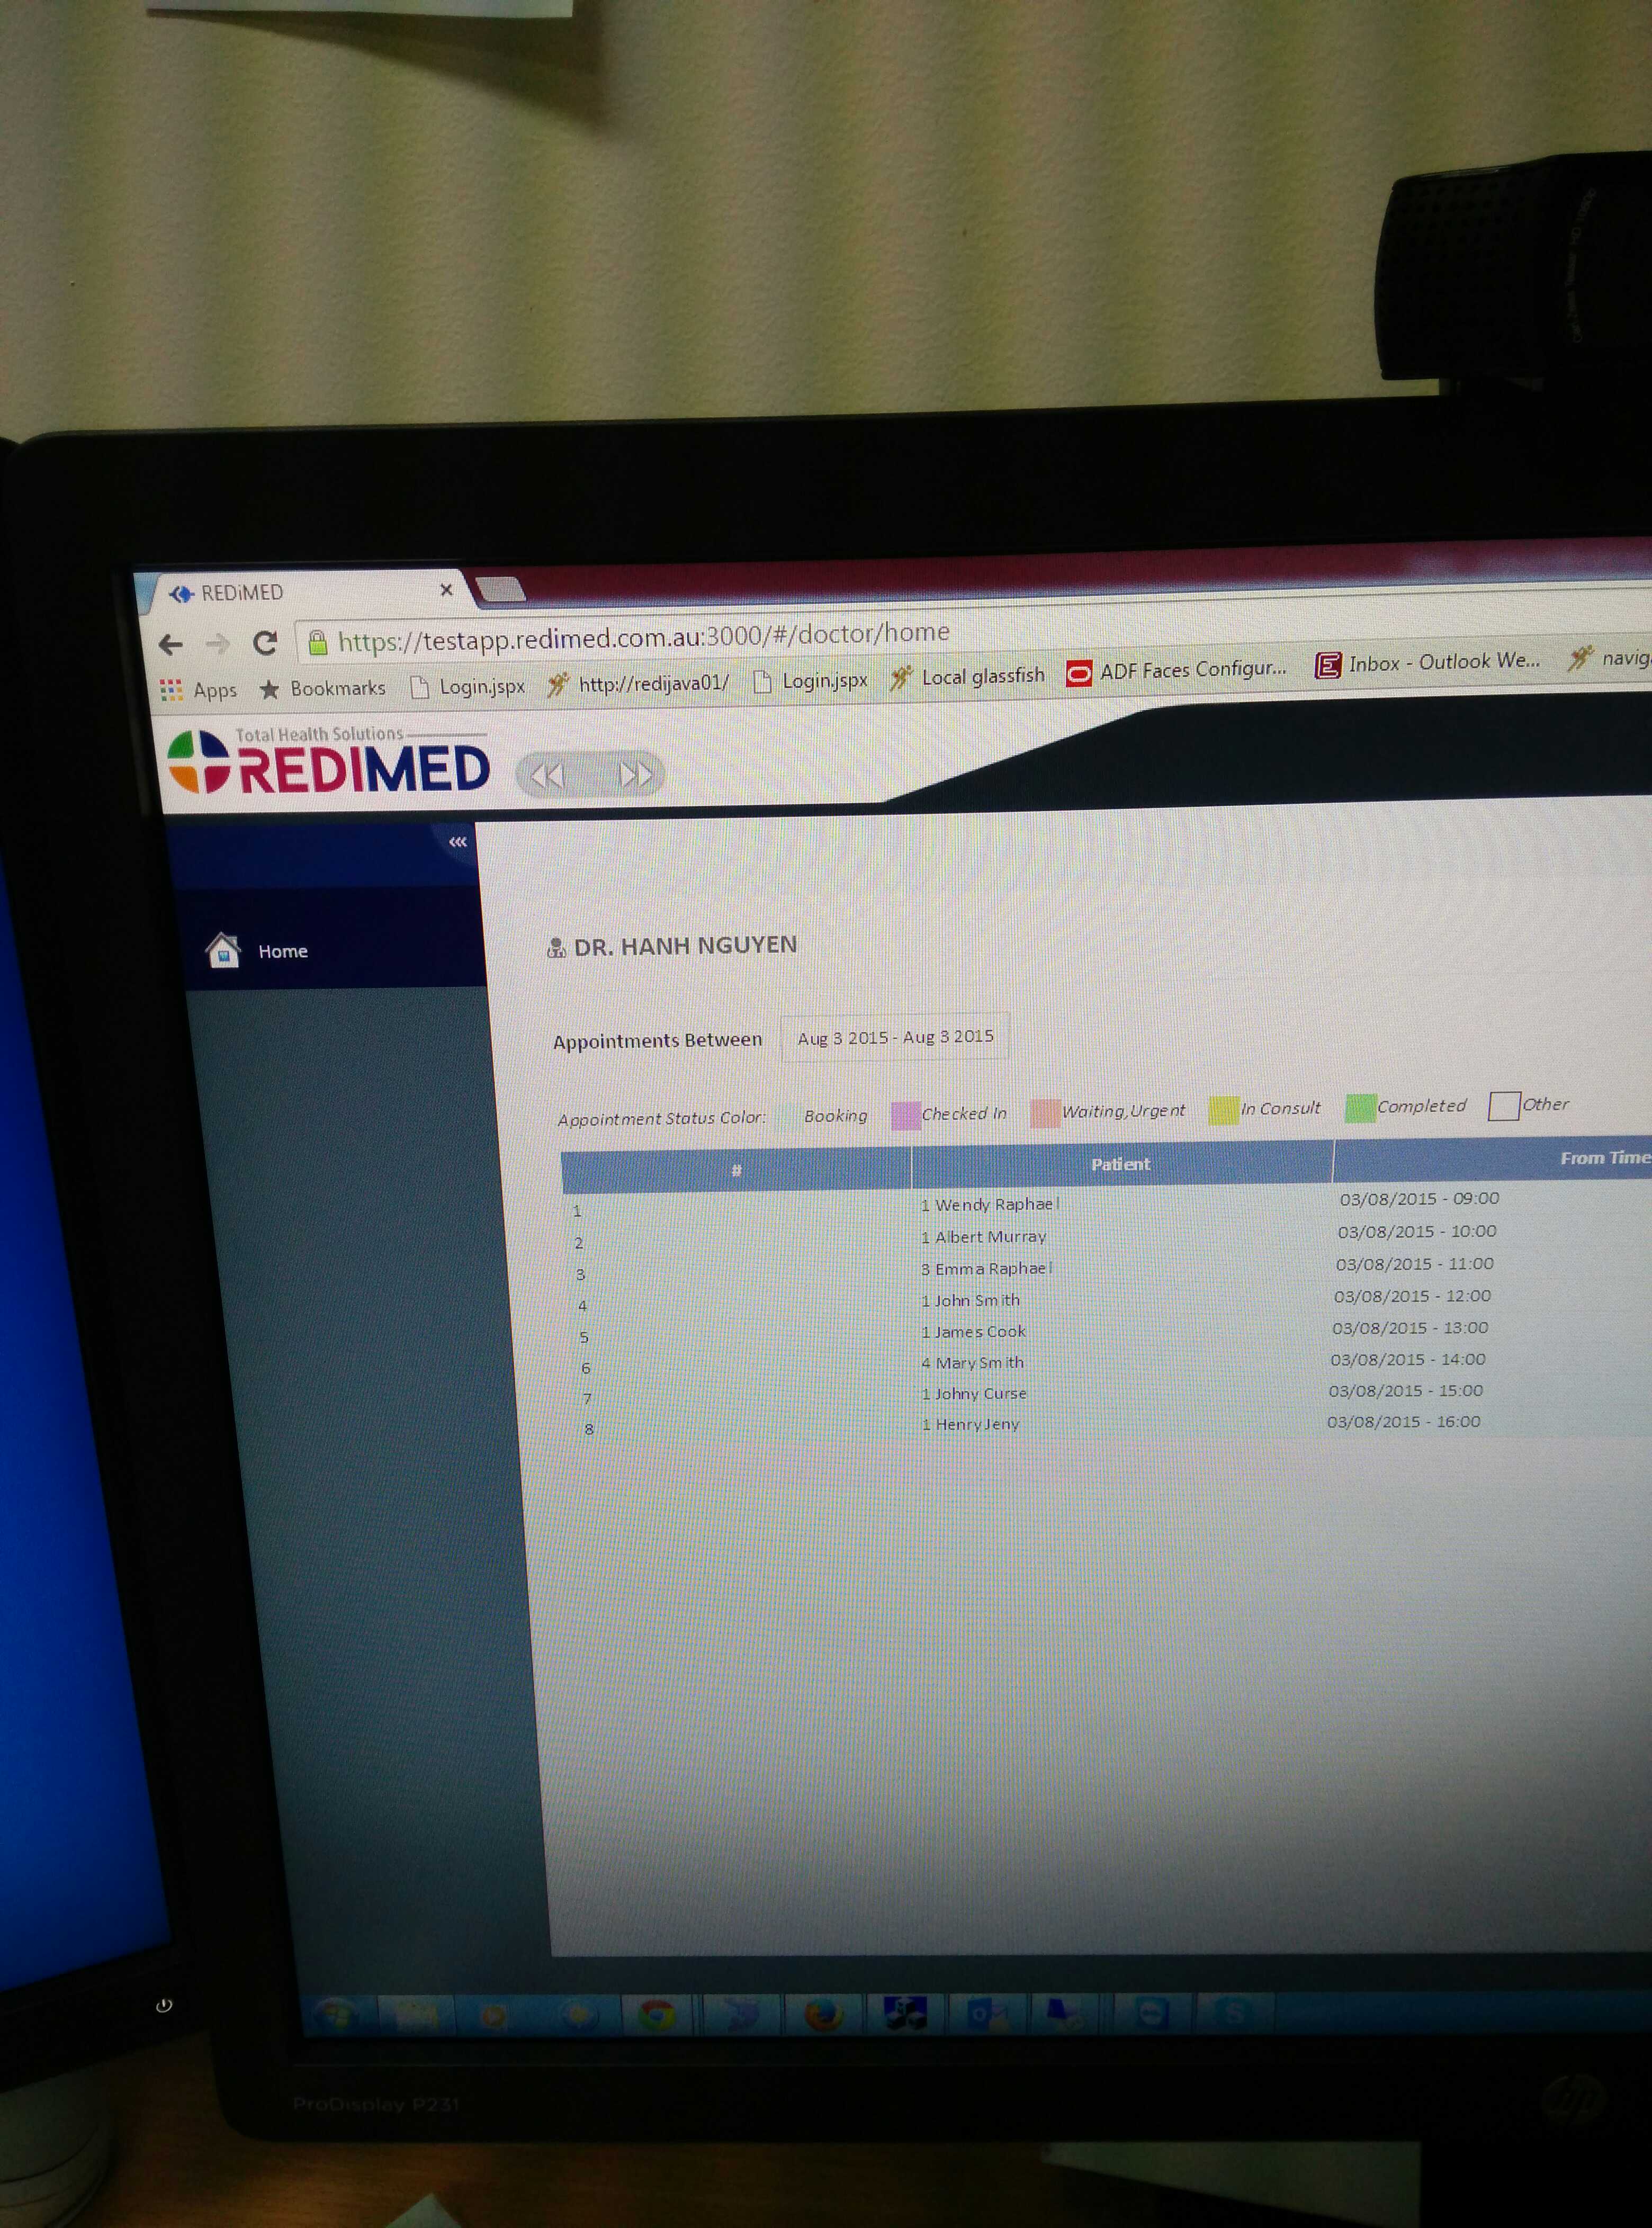 REDiMED
https://testapp.redimed.com.au:3000/#/doctor/home
Apps Bookmarks Login.jspx http://redijava01/ Login.jspx Local glassfish ADF Faces Configur... Inbox - Outlook We... navig
Total Health Solutions
REDIMED
Home
DR. HANH NGUYEN
Appointments Between Aug 3 2015 - Aug 3 2015
Appointment Status Color: Booking Checked In Waiting,Urgent In Consult Completed Other
# Patient From Time
1 1 Wendy Raphael 03/08/2015 - 09:00
2 1 Albert Murray 03/08/2015 - 10:00
3 3 Emma Raphael 03/08/2015 - 11:00
4 1 John Smith 03/08/2015 - 12:00
5 1 James Cook 03/08/2015 - 13:00
6 4 Mary Smith 03/08/2015 - 14:00
7 1 Johny Curse 03/08/2015 - 15:00
8 1 Henry Jeny 03/08/2015 - 16:00
ProDisplay P231
hp